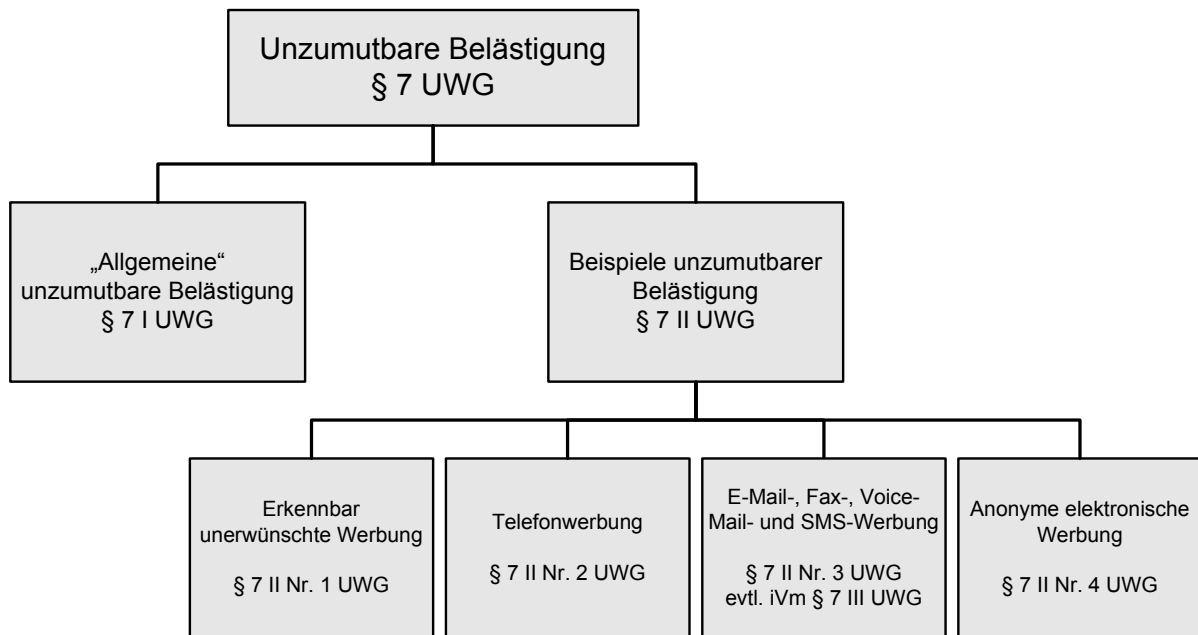 Unzumutbare Belästigung
§ 7 UWG
„Allgemeine“
unzumutbare Belästigung
§ 7 I UWG
Beispiele unzumutbarer
Belästigung
§ 7 II UWG
Erkennbar
unerwünschte Werbung
§ 7 II Nr. 1 UWG
Telefonwerbung
§ 7 II Nr. 2 UWG
E-Mail-, Fax-, Voice-
Mail- und SMS-Werbung
§ 7 II Nr. 3 UWG
evtl. iVm § 7 III UWG
Anonyme elektronische
Werbung
§ 7 II Nr. 4 UWG